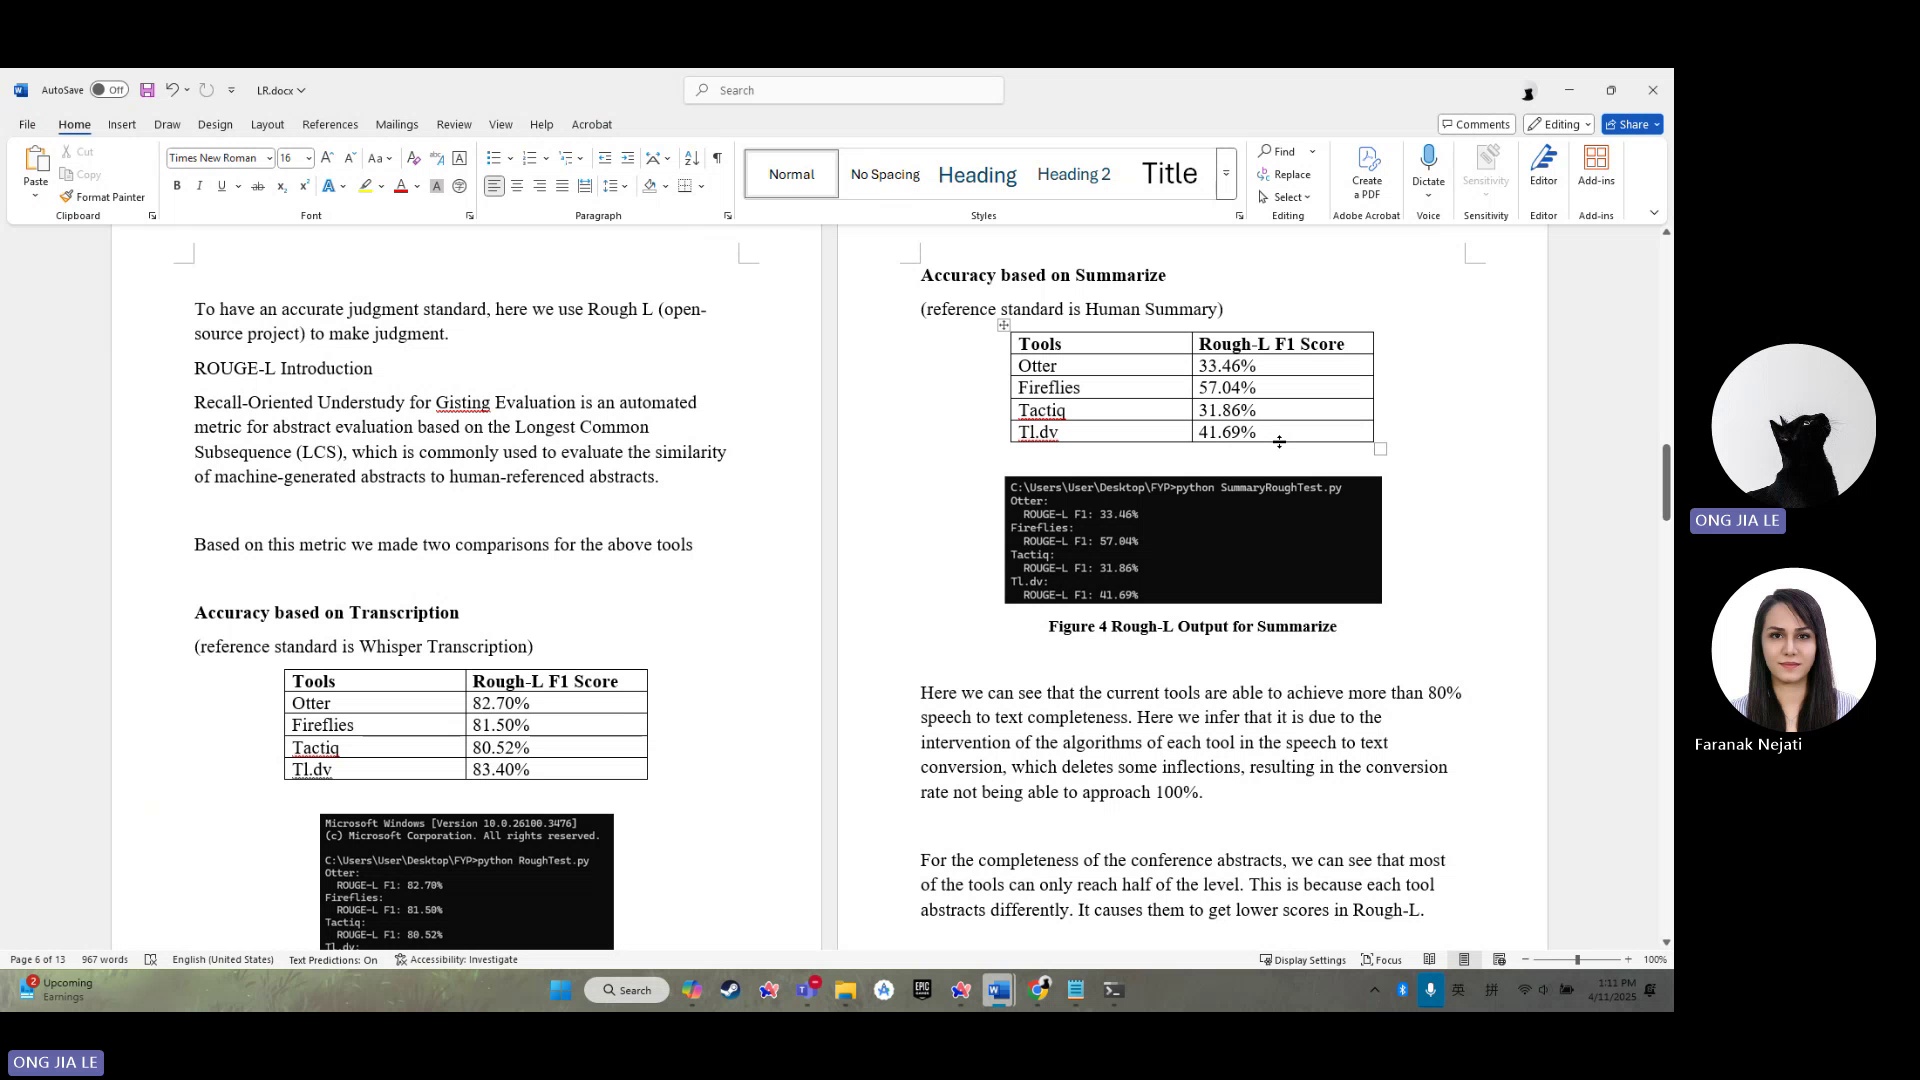 AutoSave Off LR.docx Search
File Home Insert Draw Design Layout References Mailings Review View Help Acrobat Comments Editing Share
Paste Cut Copy Format Painter
Times New Roman 16 Aa
B I U ab x₂ x² A A
Normal No Spacing Heading Heading 2 Title
Find Replace Select
Create a PDF Dictate Sensitivity Editor Add-ins
Clipboard Font Paragraph Styles Editing Adobe Acrobat Voice Sensitivity Editor Add-ins
To have an accurate judgment standard, here we use Rough L (open-
source project) to make judgment.
ROUGE-L Introduction
Recall-Oriented Understudy for Gisting Evaluation is an automated
metric for abstract evaluation based on the Longest Common
Subsequence (LCS), which is commonly used to evaluate the similarity
of machine-generated abstracts to human-referenced abstracts.
Based on this metric we made two comparisons for the above tools
Accuracy based on Transcription
(reference standard is Whisper Transcription)
Tools Rough-L F1 Score
Otter 82.70%
Fireflies 81.50%
Tactiq 80.52%
Tl.dv 83.40%
Microsoft Windows [Version 10.0.26100.3476]
(c) Microsoft Corporation. All rights reserved.
C:\Users\User\Desktop\FYP>python RoughTest.py
Otter:
ROUGE-L F1: 82.70%
Fireflies:
ROUGE-L F1: 81.50%
Tactiq:
ROUGE-L F1: 80.52%
Tl.dv:
Accuracy based on Summarize
(reference standard is Human Summary)
Tools Rough-L F1 Score
Otter 33.46%
Fireflies 57.04%
Tactiq 31.86%
Tl.dv 41.69%
C:\Users\User\Desktop\FYP>python SummaryRoughTest.py
Otter:
ROUGE-L F1: 33.46%
Fireflies:
ROUGE-L F1: 57.04%
Tactiq:
ROUGE-L F1: 31.86%
Tl.dv:
ROUGE-L F1: 41.69%
Figure 4 Rough-L Output for Summarize
Here we can see that the current tools are able to achieve more than 80%
speech to text completeness. Here we infer that it is due to the
intervention of the algorithms of each tool in the speech to text
conversion, which deletes some inflections, resulting in the conversion
rate not being able to approach 100%.
For the completeness of the conference abstracts, we can see that most
of the tools can only reach half of the level. This is because each tool
abstracts differently. It causes them to get lower scores in Rough-L.
ONG JIA LE
Faranak Nejati
Page 6 of 13 967 words English (United States) Text Predictions: On Accessibility: Investigate Display Settings Focus 100%
2 Upcoming
Earnings
Search
EPIC GAMES
英 拼
1:11 PM
4/11/2025
ONG JIA LE